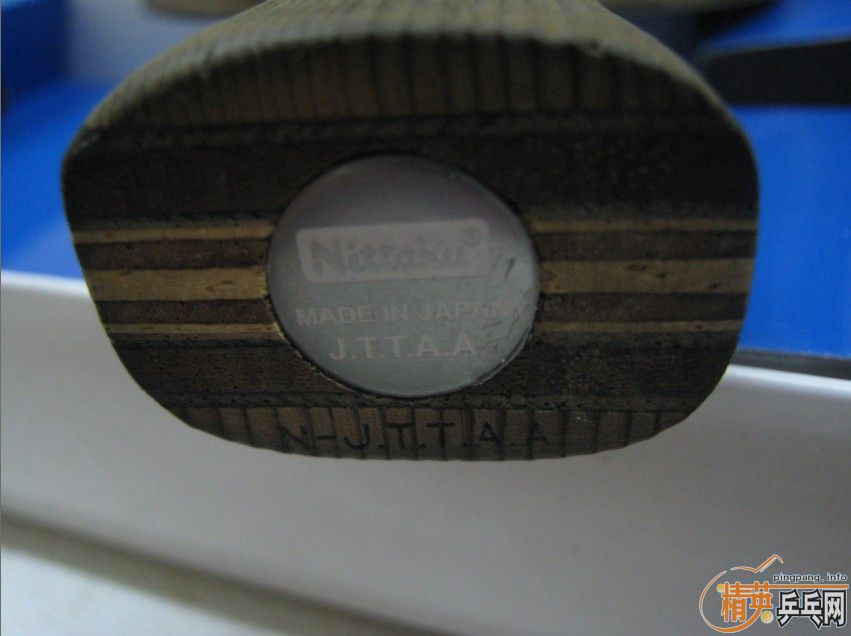 Nittaku®
MADE IN JAPAN
J.T.T.A.A
N-J.T.T.A.A
pingpang.info
精英乒乓网